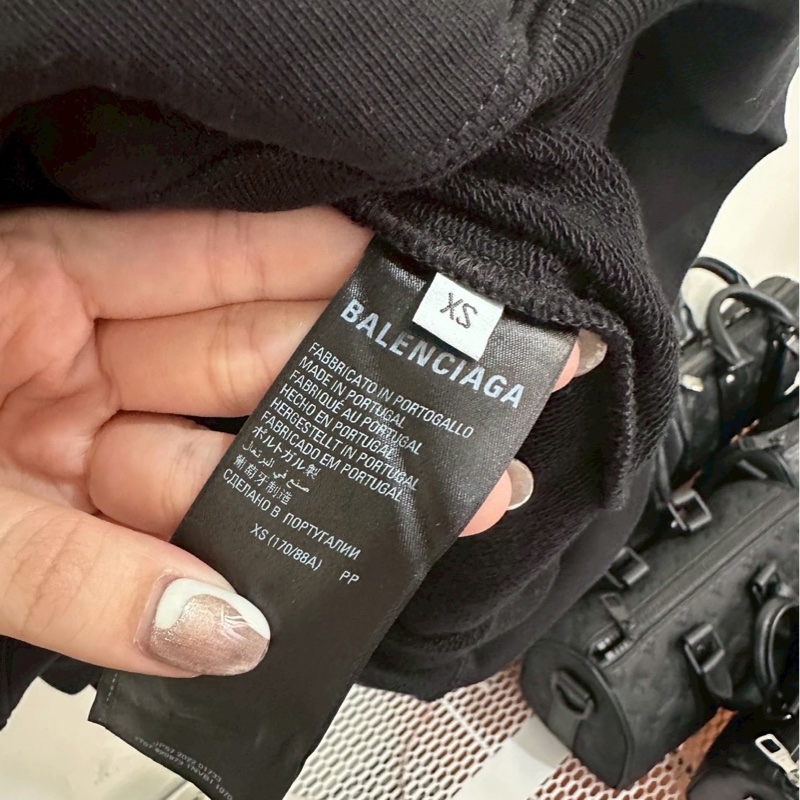 XS
BALENCIAGA
FABBRICATO IN PORTOGALLO
MADE IN PORTUGAL
FABRIQUÉ AU PORTUGAL
HECHO EN PORTUGAL
HERGESTELLT IN PORTUGAL
FABRICADO EM PORTUGAL
ポルトガル製
صنع في البرتغال
葡萄牙制造
СДЕЛАНО В ПОРТУГАЛИИ
XS (170/88A) PP